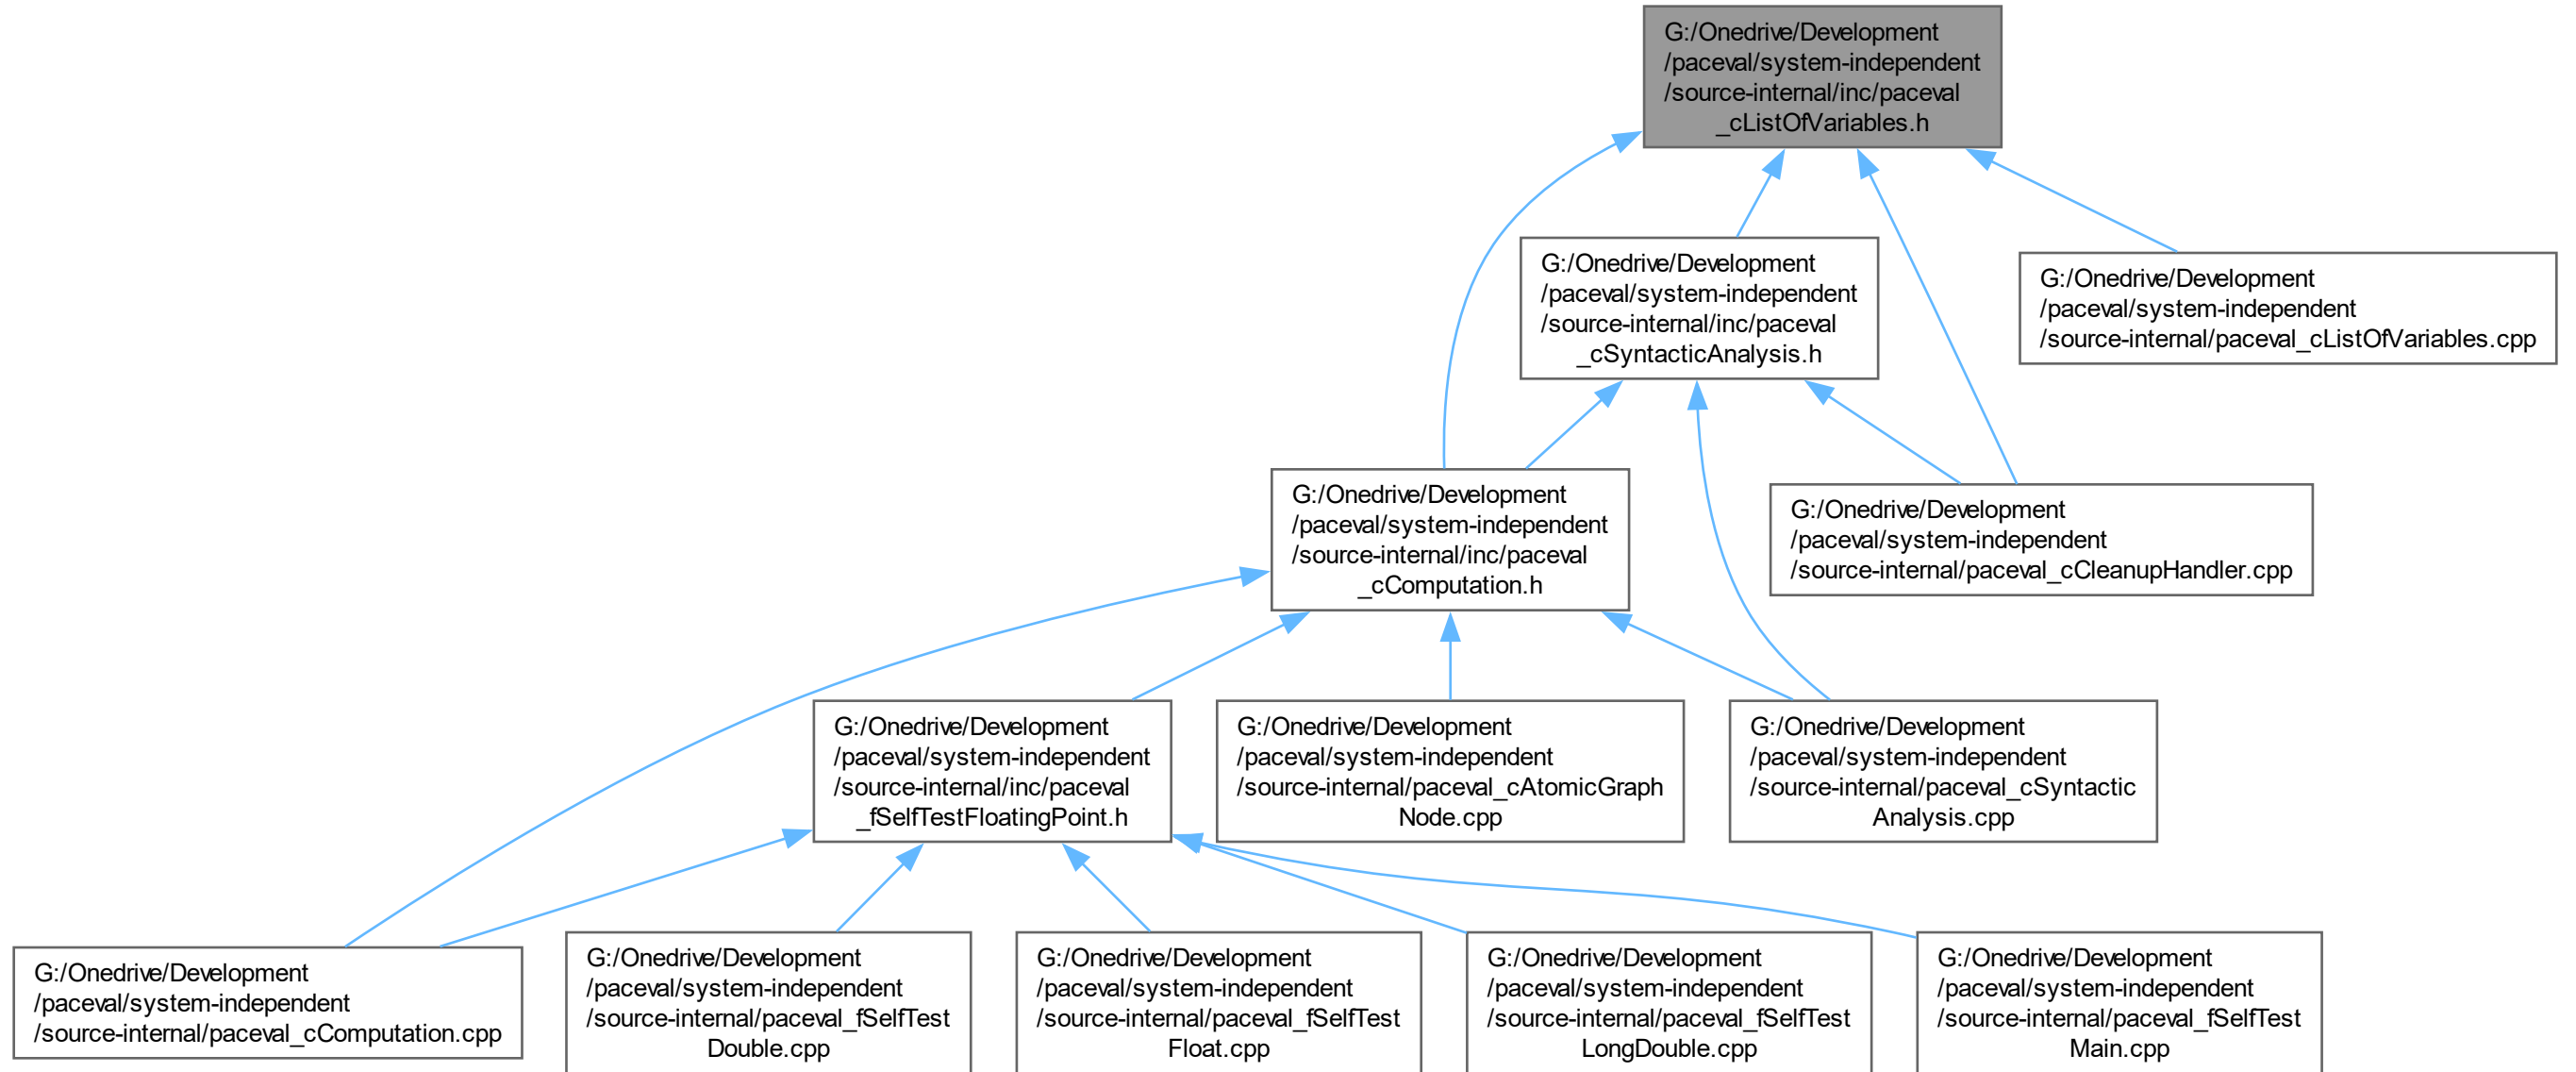 G:/Onedrive/Development
/paceval/system-independent
/source-internal/inc/paceval
_cListOfVariables.h
G:/Onedrive/Development
/paceval/system-independent
/source-internal/inc/paceval
_cSyntacticAnalysis.h
G:/Onedrive/Development
/paceval/system-independent
/source-internal/paceval_cListOfVariables.cpp
G:/Onedrive/Development
/paceval/system-independent
/source-internal/inc/paceval
_cComputation.h
G:/Onedrive/Development
/paceval/system-independent
/source-internal/paceval_cCleanupHandler.cpp
G:/Onedrive/Development
/paceval/system-independent
/source-internal/inc/paceval
_fSelfTestFloatingPoint.h
G:/Onedrive/Development
/paceval/system-independent
/source-internal/paceval_cAtomicGraph
Node.cpp
G:/Onedrive/Development
/paceval/system-independent
/source-internal/paceval_cSyntactic
Analysis.cpp
G:/Onedrive/Development
/paceval/system-independent
/source-internal/paceval_cComputation.cpp
G:/Onedrive/Development
/paceval/system-independent
/source-internal/paceval_fSelfTest
Double.cpp
G:/Onedrive/Development
/paceval/system-independent
/source-internal/paceval_fSelfTest
Float.cpp
G:/Onedrive/Development
/paceval/system-independent
/source-internal/paceval_fSelfTest
LongDouble.cpp
G:/Onedrive/Development
/paceval/system-independent
/source-internal/paceval_fSelfTest
Main.cpp